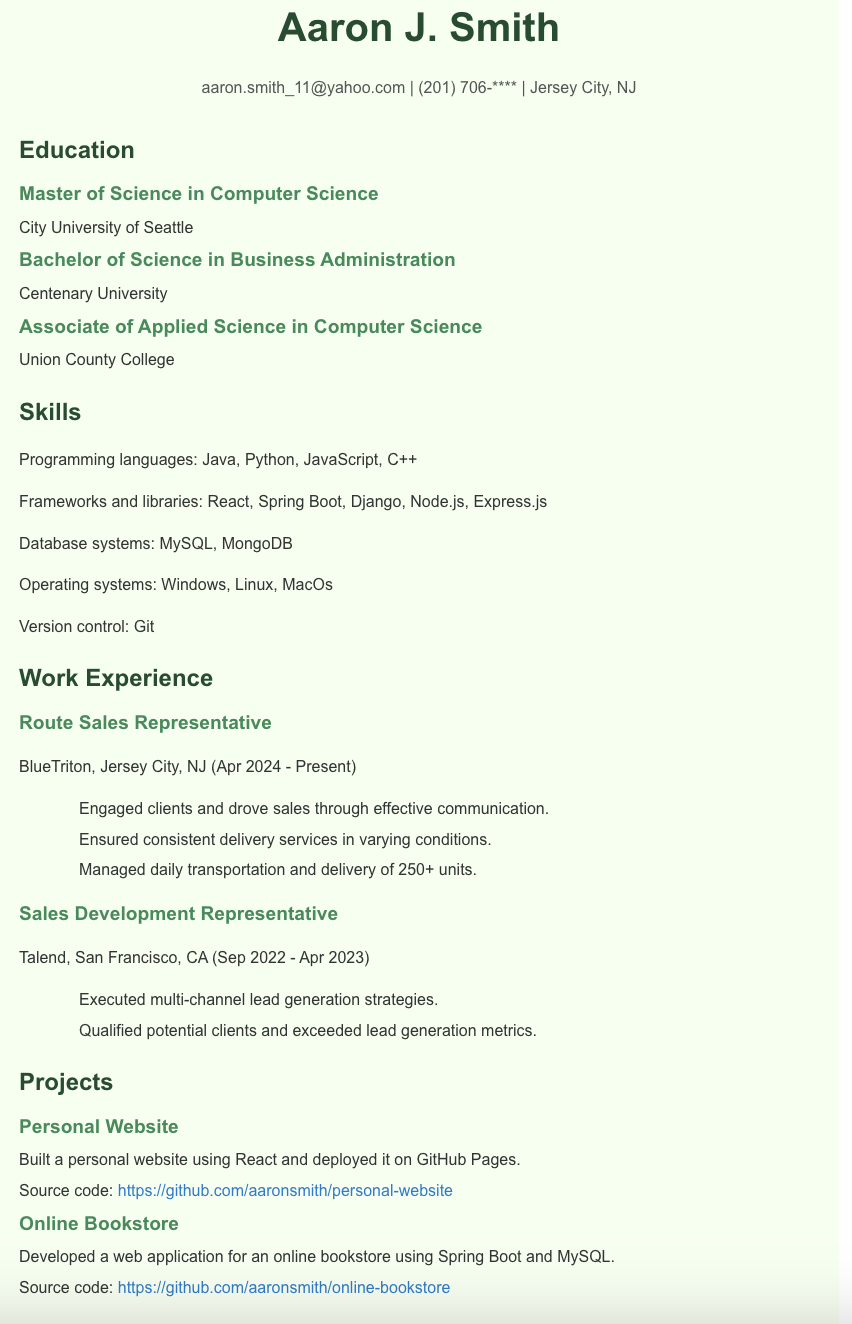 Aaron J. Smith
aaron.smith_11@yahoo.com | (201) 706-**** | Jersey City, NJ
Education
Master of Science in Computer Science
City University of Seattle
Bachelor of Science in Business Administration
Centenary University
Associate of Applied Science in Computer Science
Union County College
Skills
Programming languages: Java, Python, JavaScript, C++
Frameworks and libraries: React, Spring Boot, Django, Node.js, Express.js
Database systems: MySQL, MongoDB
Operating systems: Windows, Linux, MacOs
Version control: Git
Work Experience
Route Sales Representative
BlueTriton, Jersey City, NJ (Apr 2024 - Present)
Engaged clients and drove sales through effective communication.
Ensured consistent delivery services in varying conditions.
Managed daily transportation and delivery of 250+ units.
Sales Development Representative
Talend, San Francisco, CA (Sep 2022 - Apr 2023)
Executed multi-channel lead generation strategies.
Qualified potential clients and exceeded lead generation metrics.
Projects
Personal Website
Built a personal website using React and deployed it on GitHub Pages.
Source code: https://github.com/aaronsmith/personal-website
Online Bookstore
Developed a web application for an online bookstore using Spring Boot and MySQL.
Source code: https://github.com/aaronsmith/online-bookstore